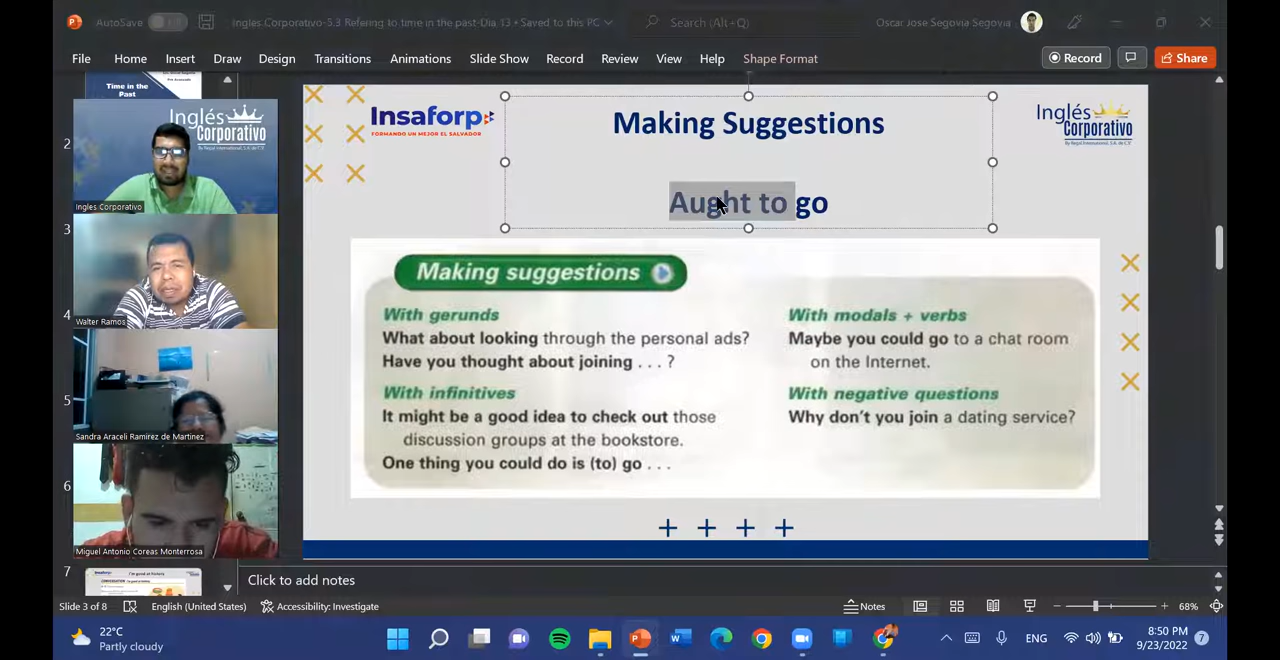 AutoSave
Ingles Corporativo-5.3 Refering to time in the past-Dia 13 • Saved to this PC
Search (Alt+Q)
Oscar Jose Segovia Segovia
File Home Insert Draw Design Transitions Animations Slide Show Record Review View Help Shape Format
Record
Share
Time in the
Past
2
Inglés
Corporativo
Ingles Corporativo
3
Walter Ramos
4
5
Sandra Araceli Ramirez de Martinez
6
Miguel Antonio Coreas Monterrosa
7
Insaforp
FORMANDO UN MEJOR EL SALVADOR
Making Suggestions
Aught to go
Inglés
Corporativo
Making suggestions
With gerunds
What about looking through the personal ads?
Have you thought about joining . . . ?
With infinitives
It might be a good idea to check out those
discussion groups at the bookstore.
One thing you could do is (to) go . . .
With modals + verbs
Maybe you could go to a chat room
on the Internet.
With negative questions
Why don't you join a dating service?
Click to add notes
Slide 3 of 8
English (United States)
Accessibility: Investigate
Notes
68%
22°C
Partly cloudy
ENG
8:50 PM
9/23/2022
7